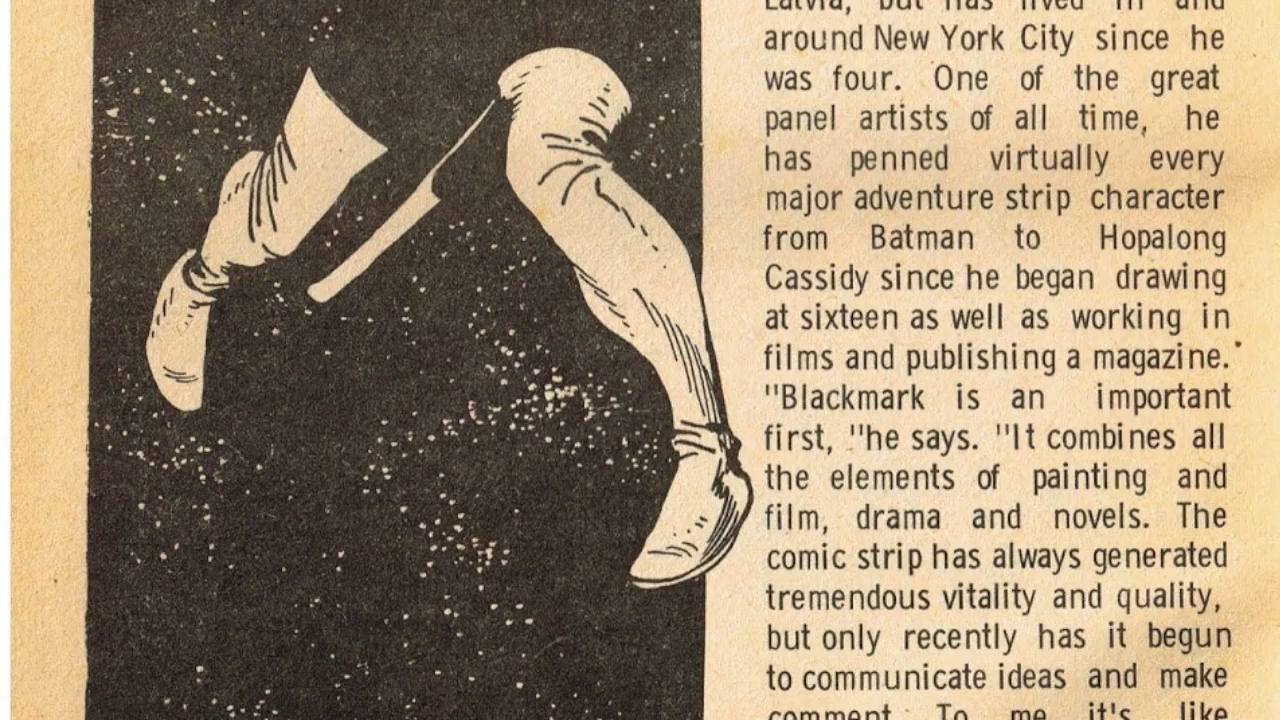 Latvia, but has lived in and
around New York City since he
was four. One of the great
panel artists of all time, he
has penned virtually every
major adventure strip character
from Batman to Hopalong
Cassidy since he began drawing
at sixteen as well as working in
films and publishing a magazine.
"Blackmark is an important
first, "he says. "It combines all
the elements of painting and
film, drama and novels. The
comic strip has always generated
tremendous vitality and quality,
but only recently has it begun
to communicate ideas and make
comment. To me it's like